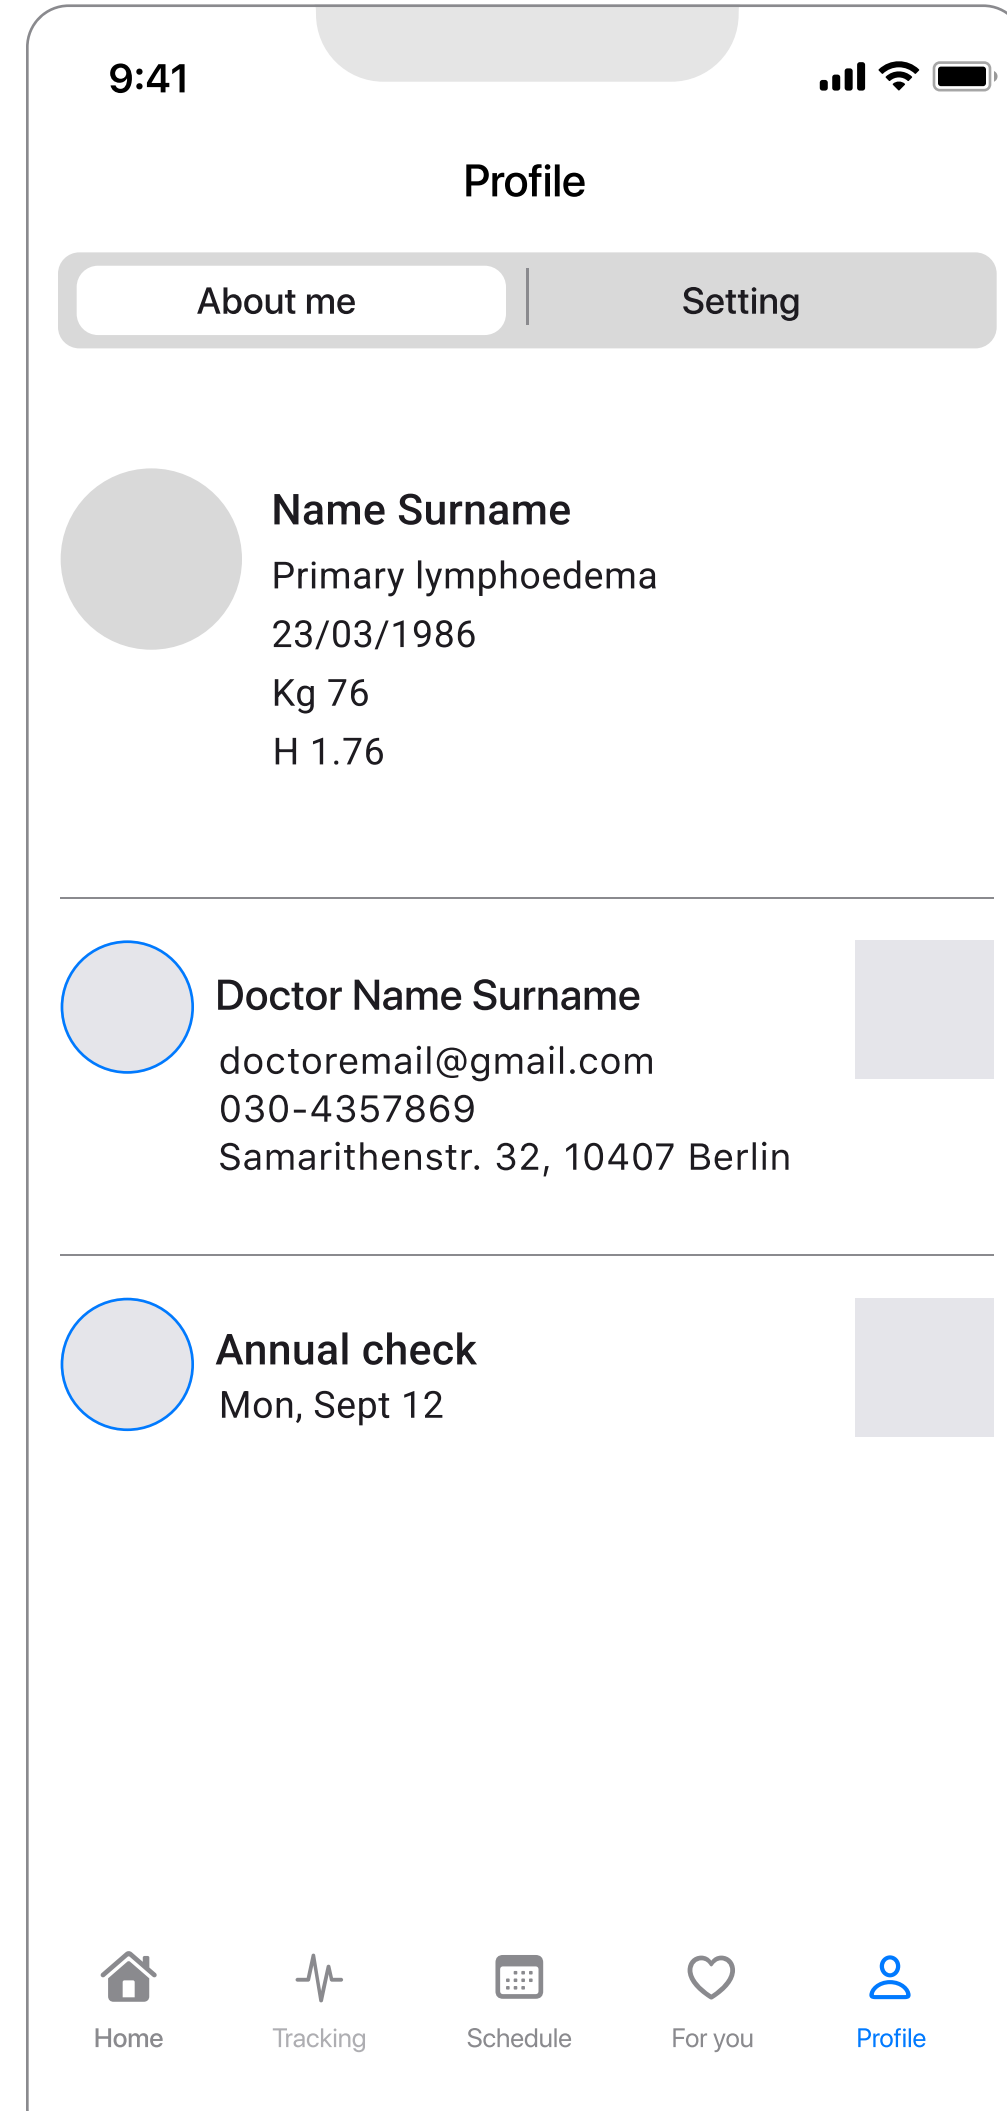 9:41
Profile
About me
Setting
Name Surname
Primary lymphoedema
23/03/1986
Kg 76
H 1.76
Doctor Name Surname
doctoremail@gmail.com
030-4357869
Samarithenstr. 32, 10407 Berlin
Annual check
Mon, Sept 12
Home
Tracking
Schedule
For you
Profile